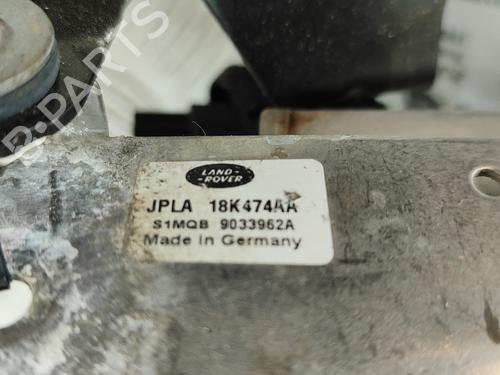 LAND-
ROVER
JPLA 18K474AA
S1MQB 9033962A
Made in Germany
B-PARTS